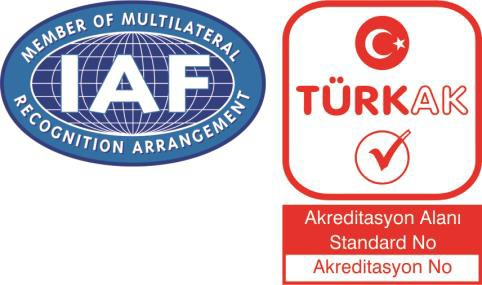 MEMBER OF MULTILATERAL
IAF
RECOGNITION ARRANGEMENT
TÜRKAK
Akreditasyon Alanı
Standard No
Akreditasyon No